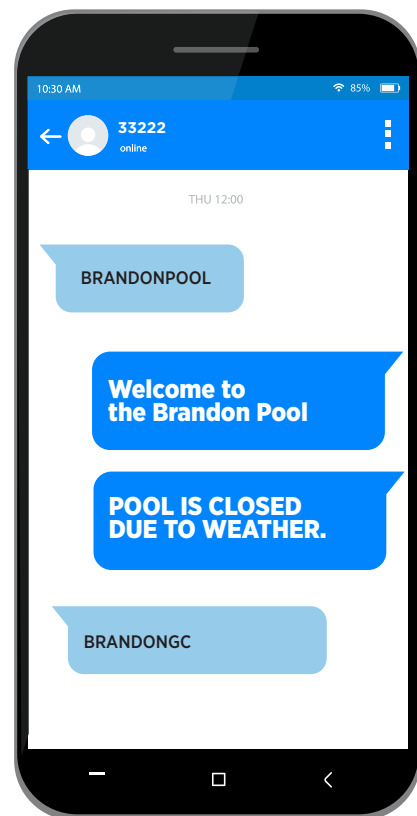 10:30 AM 85%
33222
online
THU 12:00
BRANDONPOOL
Welcome to
the Brandon Pool
POOL IS CLOSED
DUE TO WEATHER.
BRANDONGC